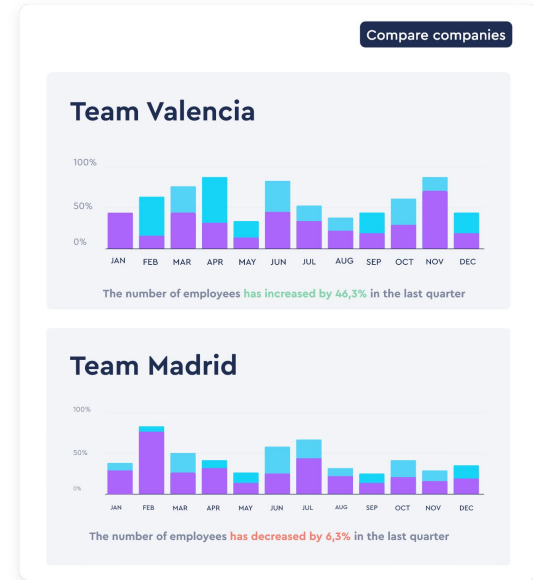 Compare companies
Team Valencia
100%
50%
0%
JAN FEB MAR APR MAY JUN JUL AUG SEP OCT NOV DEC
The number of employees has increased by 46,3% in the last quarter
Team Madrid
100%
50%
0%
JAN FEB MAR APR MAY JUN JUL AUG SEP OCT NOV DEC
The number of employees has decreased by 6,3% in the last quarter